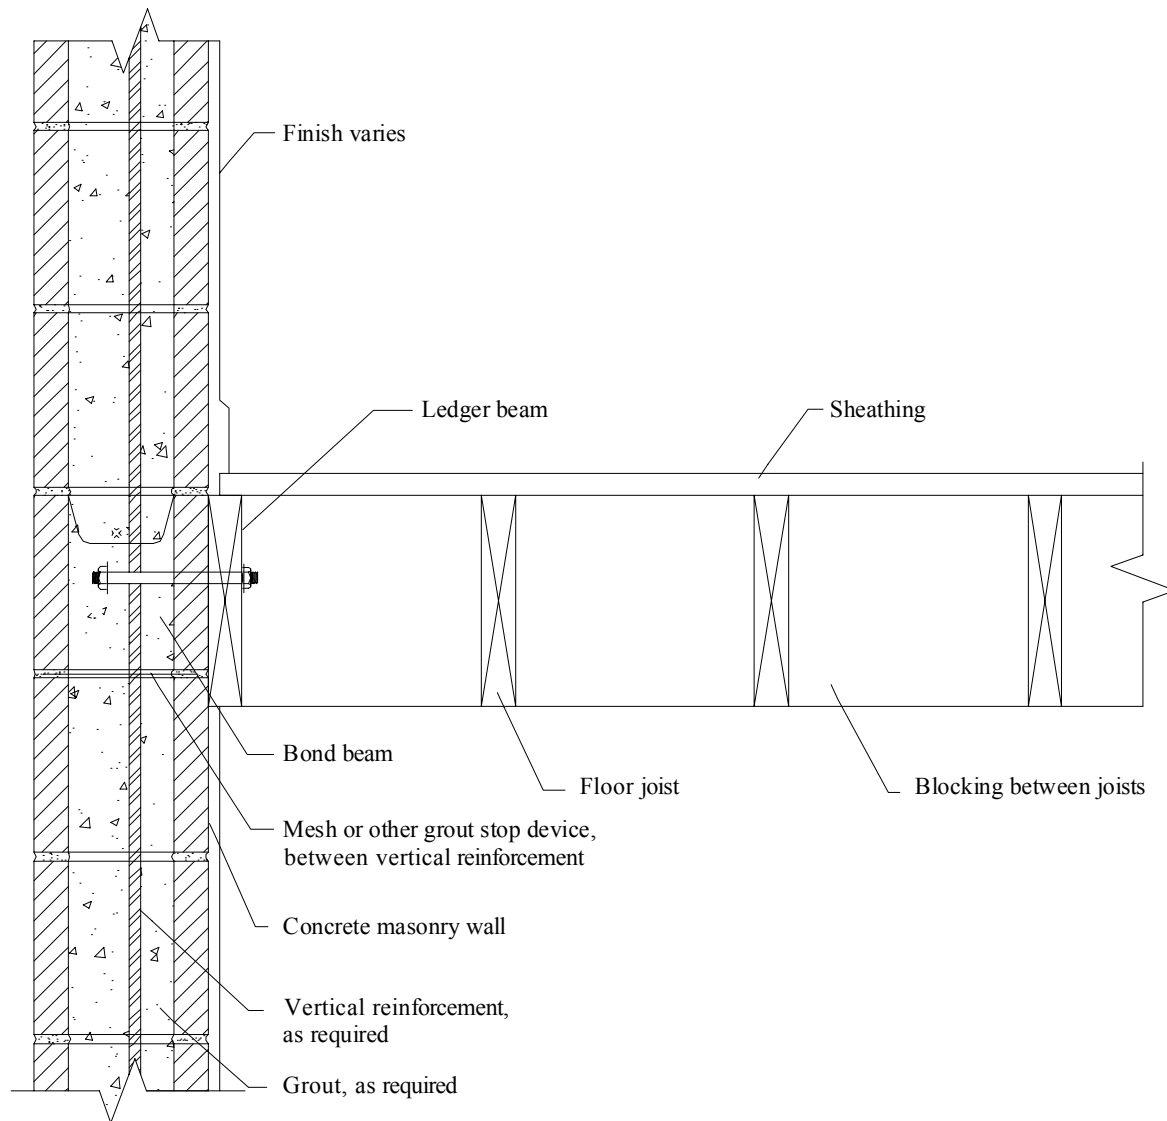 Finish varies
Ledger beam
Sheathing
Bond beam
Floor joist
Blocking between joists
Mesh or other grout stop device,
between vertical reinforcement
Concrete masonry wall
Vertical reinforcement,
as required
Grout, as required